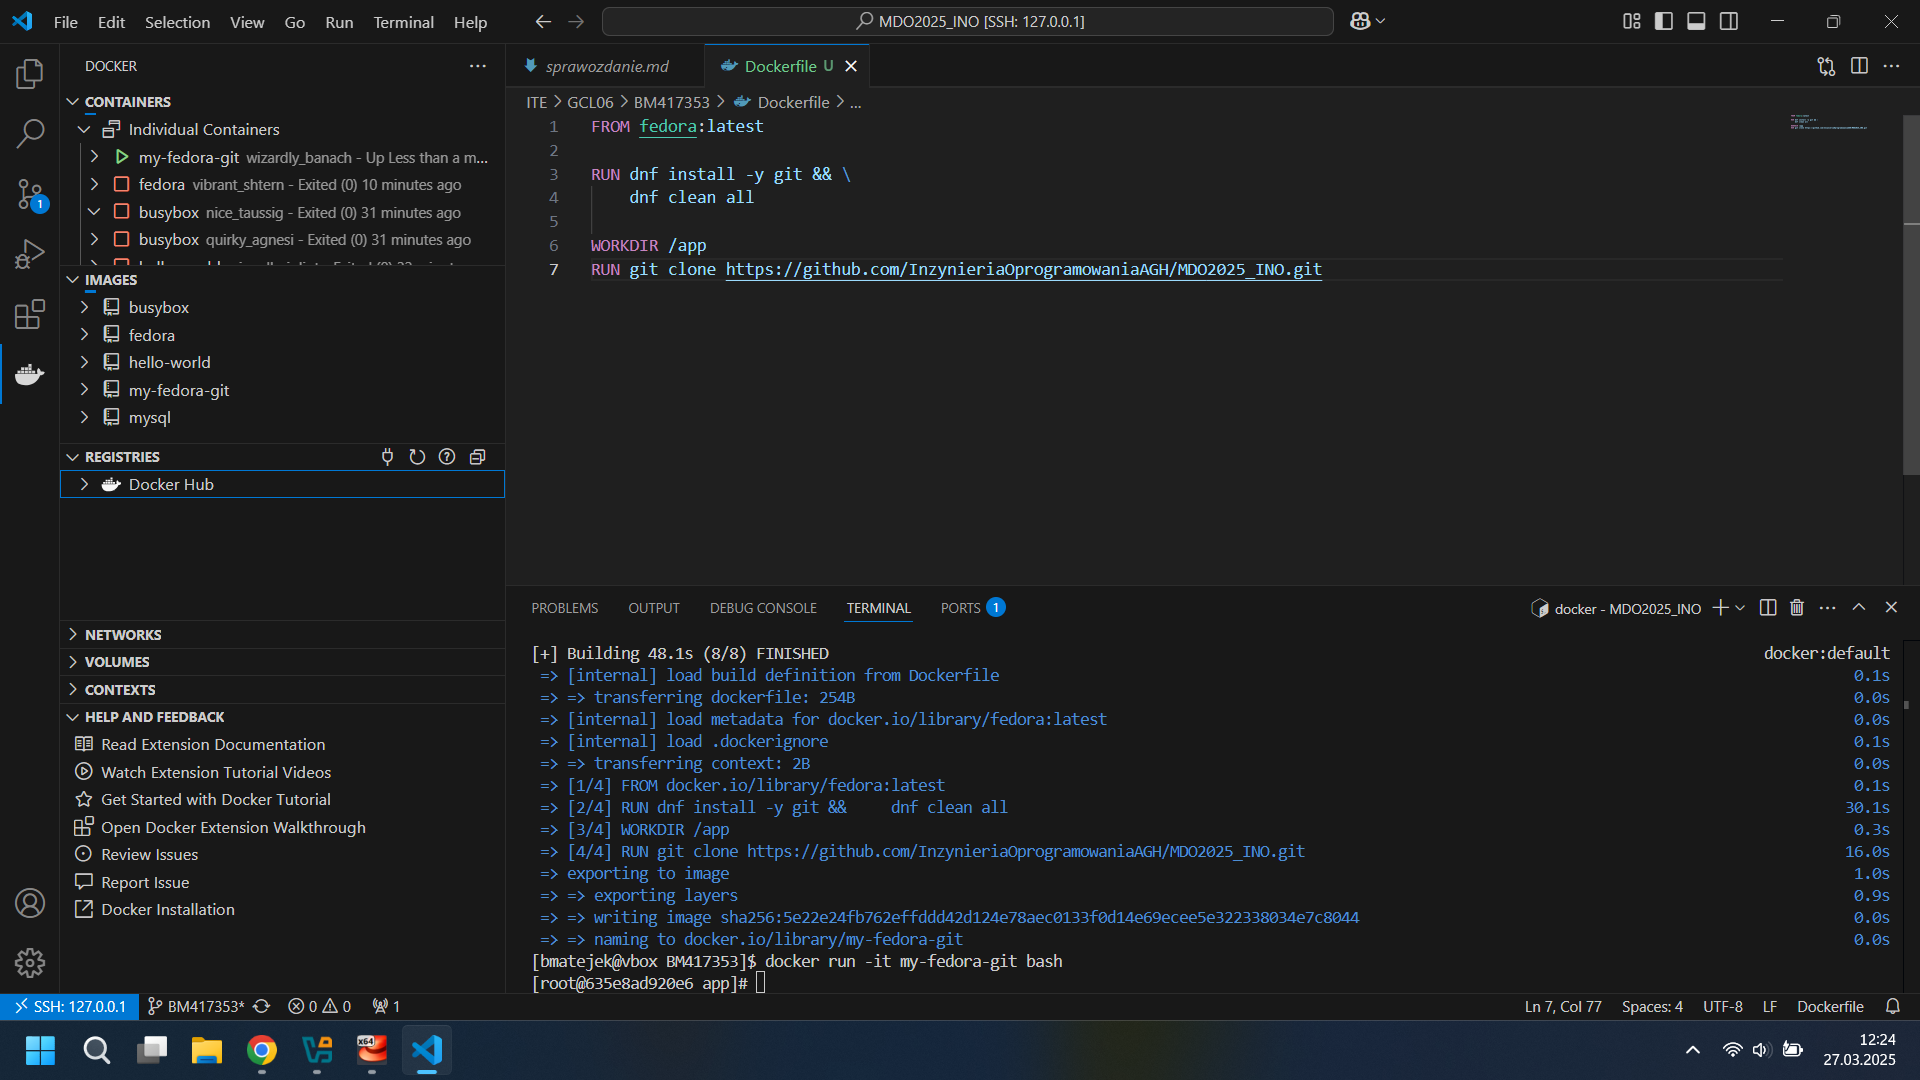 File Edit Selection View Go Run Terminal Help
MDO2025_INO [SSH: 127.0.0.1]
DOCKER
CONTAINERS
Individual Containers
my-fedora-git wizardly_banach - Up Less than a m...
fedora vibrant_shtern - Exited (0) 10 minutes ago
busybox nice_taussig - Exited (0) 31 minutes ago
busybox quirky_agnesi - Exited (0) 31 minutes ago
IMAGES
busybox
fedora
hello-world
my-fedora-git
mysql
REGISTRIES
Docker Hub
NETWORKS
VOLUMES
CONTEXTS
HELP AND FEEDBACK
Read Extension Documentation
Watch Extension Tutorial Videos
Get Started with Docker Tutorial
Open Docker Extension Walkthrough
Review Issues
Report Issue
Docker Installation
1
sprawozdanie.md
Dockerfile U
ITE > GCL06 > BM417353 > Dockerfile > ...
1 FROM fedora:latest
2
3 RUN dnf install -y git && \
4 dnf clean all
5
6 WORKDIR /app
7 RUN git clone https://github.com/InzynieriaOprogramowaniaAGH/MDO2025_INO.git
PROBLEMS OUTPUT DEBUG CONSOLE TERMINAL PORTS 1
docker - MDO2025_INO
[+] Building 48.1s (8/8) FINISHED docker:default
=> [internal] load build definition from Dockerfile 0.1s
=> => transferring dockerfile: 254B 0.0s
=> [internal] load metadata for docker.io/library/fedora:latest 0.0s
=> [internal] load .dockerignore 0.1s
=> => transferring context: 2B 0.0s
=> [1/4] FROM docker.io/library/fedora:latest 0.1s
=> [2/4] RUN dnf install -y git &&     dnf clean all 30.1s
=> [3/4] WORKDIR /app 0.3s
=> [4/4] RUN git clone https://github.com/InzynieriaOprogramowaniaAGH/MDO2025_INO.git 16.0s
=> exporting to image 1.0s
=> => exporting layers 0.9s
=> => writing image sha256:5e22e24fb762effddd42d124e78aec0133f0d14e69ecee5e322338034e7c8044 0.0s
=> => naming to docker.io/library/my-fedora-git 0.0s
[bmatejek@vbox BM417353]$ docker run -it my-fedora-git bash
[root@635e8ad920e6 app]#
SSH: 127.0.0.1 BM417353* 0 0 1
Ln 7, Col 77 Spaces: 4 UTF-8 LF Dockerfile
x64
12:24
27.03.2025